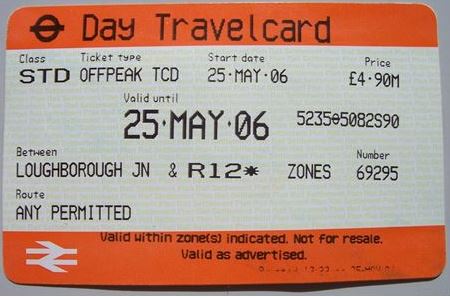 Day Travelcard
Class Ticket type Start date Price
STD OFFPEAK TCD 25·MAY·06 £4·90M
Valid until
25·MAY·06 5235⊖5082S90
Between Number
LOUGHBOROUGH JN & R12* ZONES 69295
Route
ANY PERMITTED
Valid within zone(s) indicated. Not for resale.
Valid as advertised.